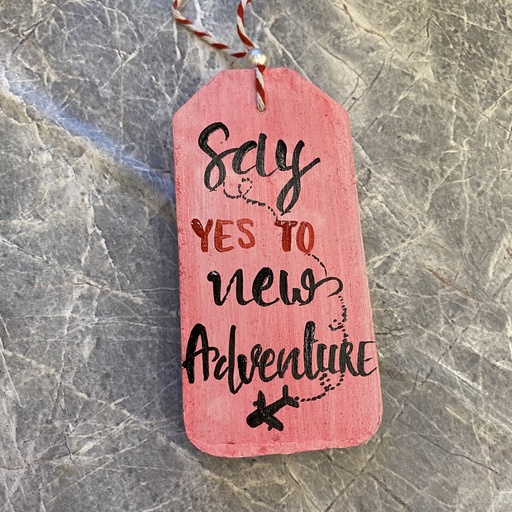 Say
YES TO
new
AdventURE